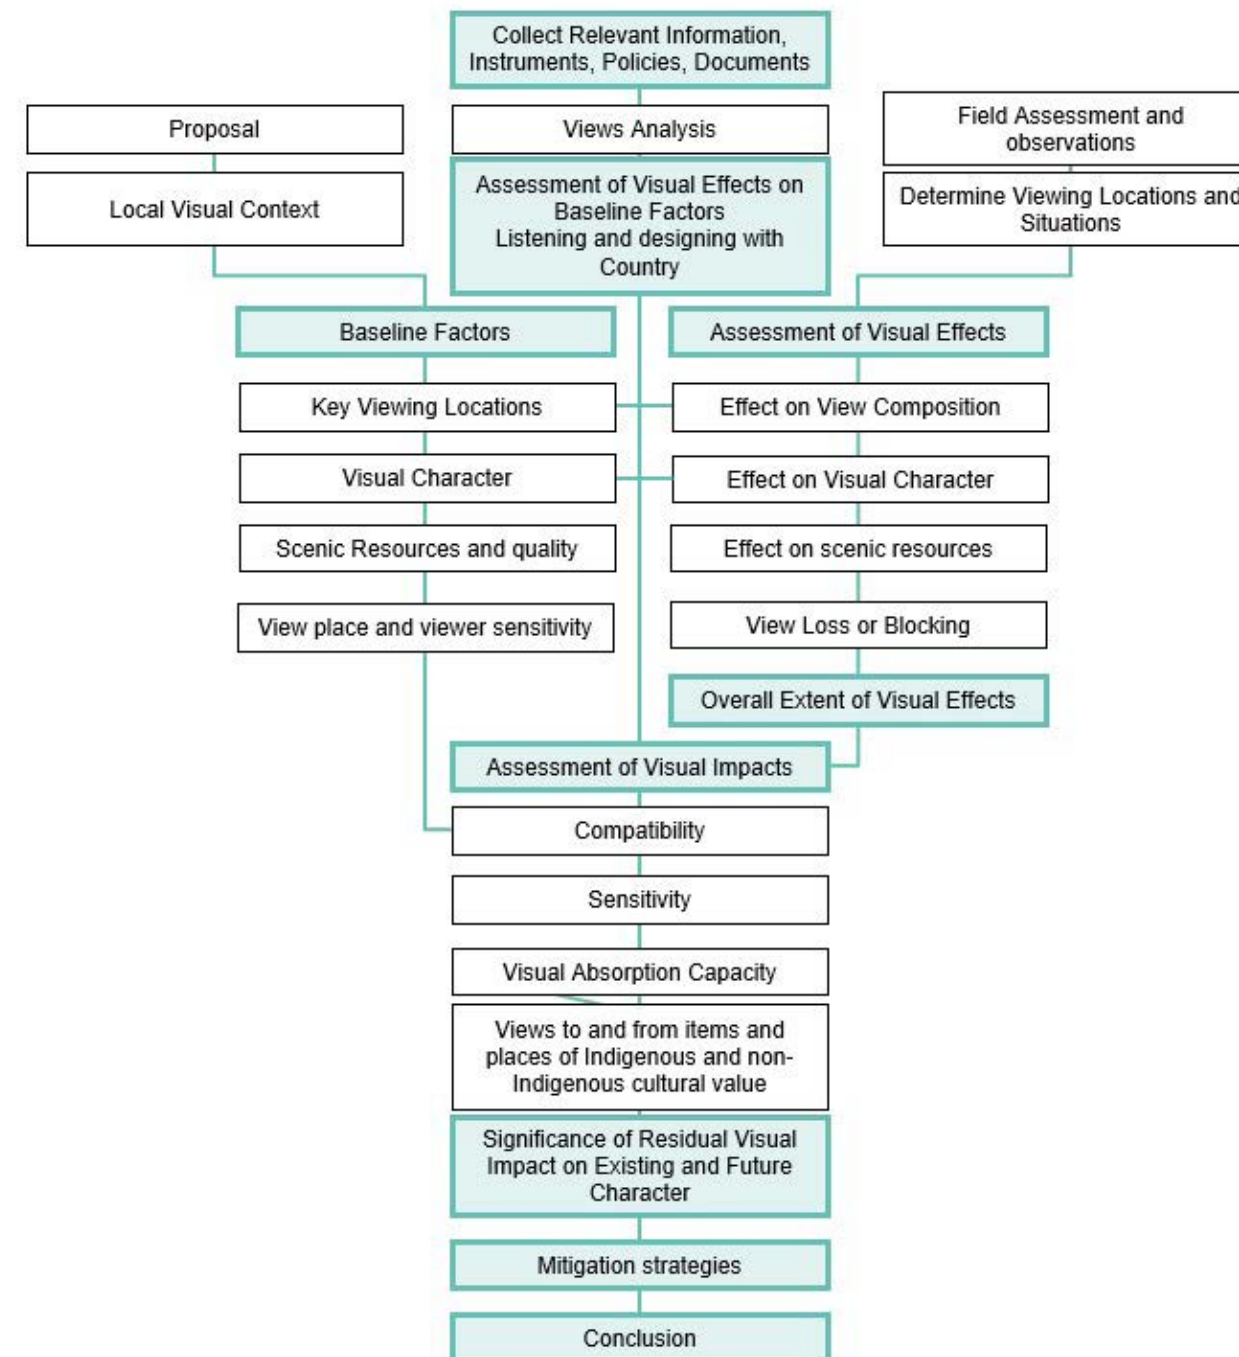 Collect Relevant Information,
Instruments, Policies, Documents
Proposal
Views Analysis
Field Assessment and
observations
Local Visual Context
Assessment of Visual Effects on
Baseline Factors
Listening and designing with
Country
Determine Viewing Locations and
Situations
Baseline Factors
Assessment of Visual Effects
Key Viewing Locations
Effect on View Composition
Visual Character
Effect on Visual Character
Scenic Resources and quality
Effect on scenic resources
View place and viewer sensitivity
View Loss or Blocking
Overall Extent of Visual Effects
Assessment of Visual Impacts
Compatibility
Sensitivity
Visual Absorption Capacity
Views to and from items and
places of Indigenous and non-
Indigenous cultural value
Significance of Residual Visual
Impact on Existing and Future
Character
Mitigation strategies
Conclusion